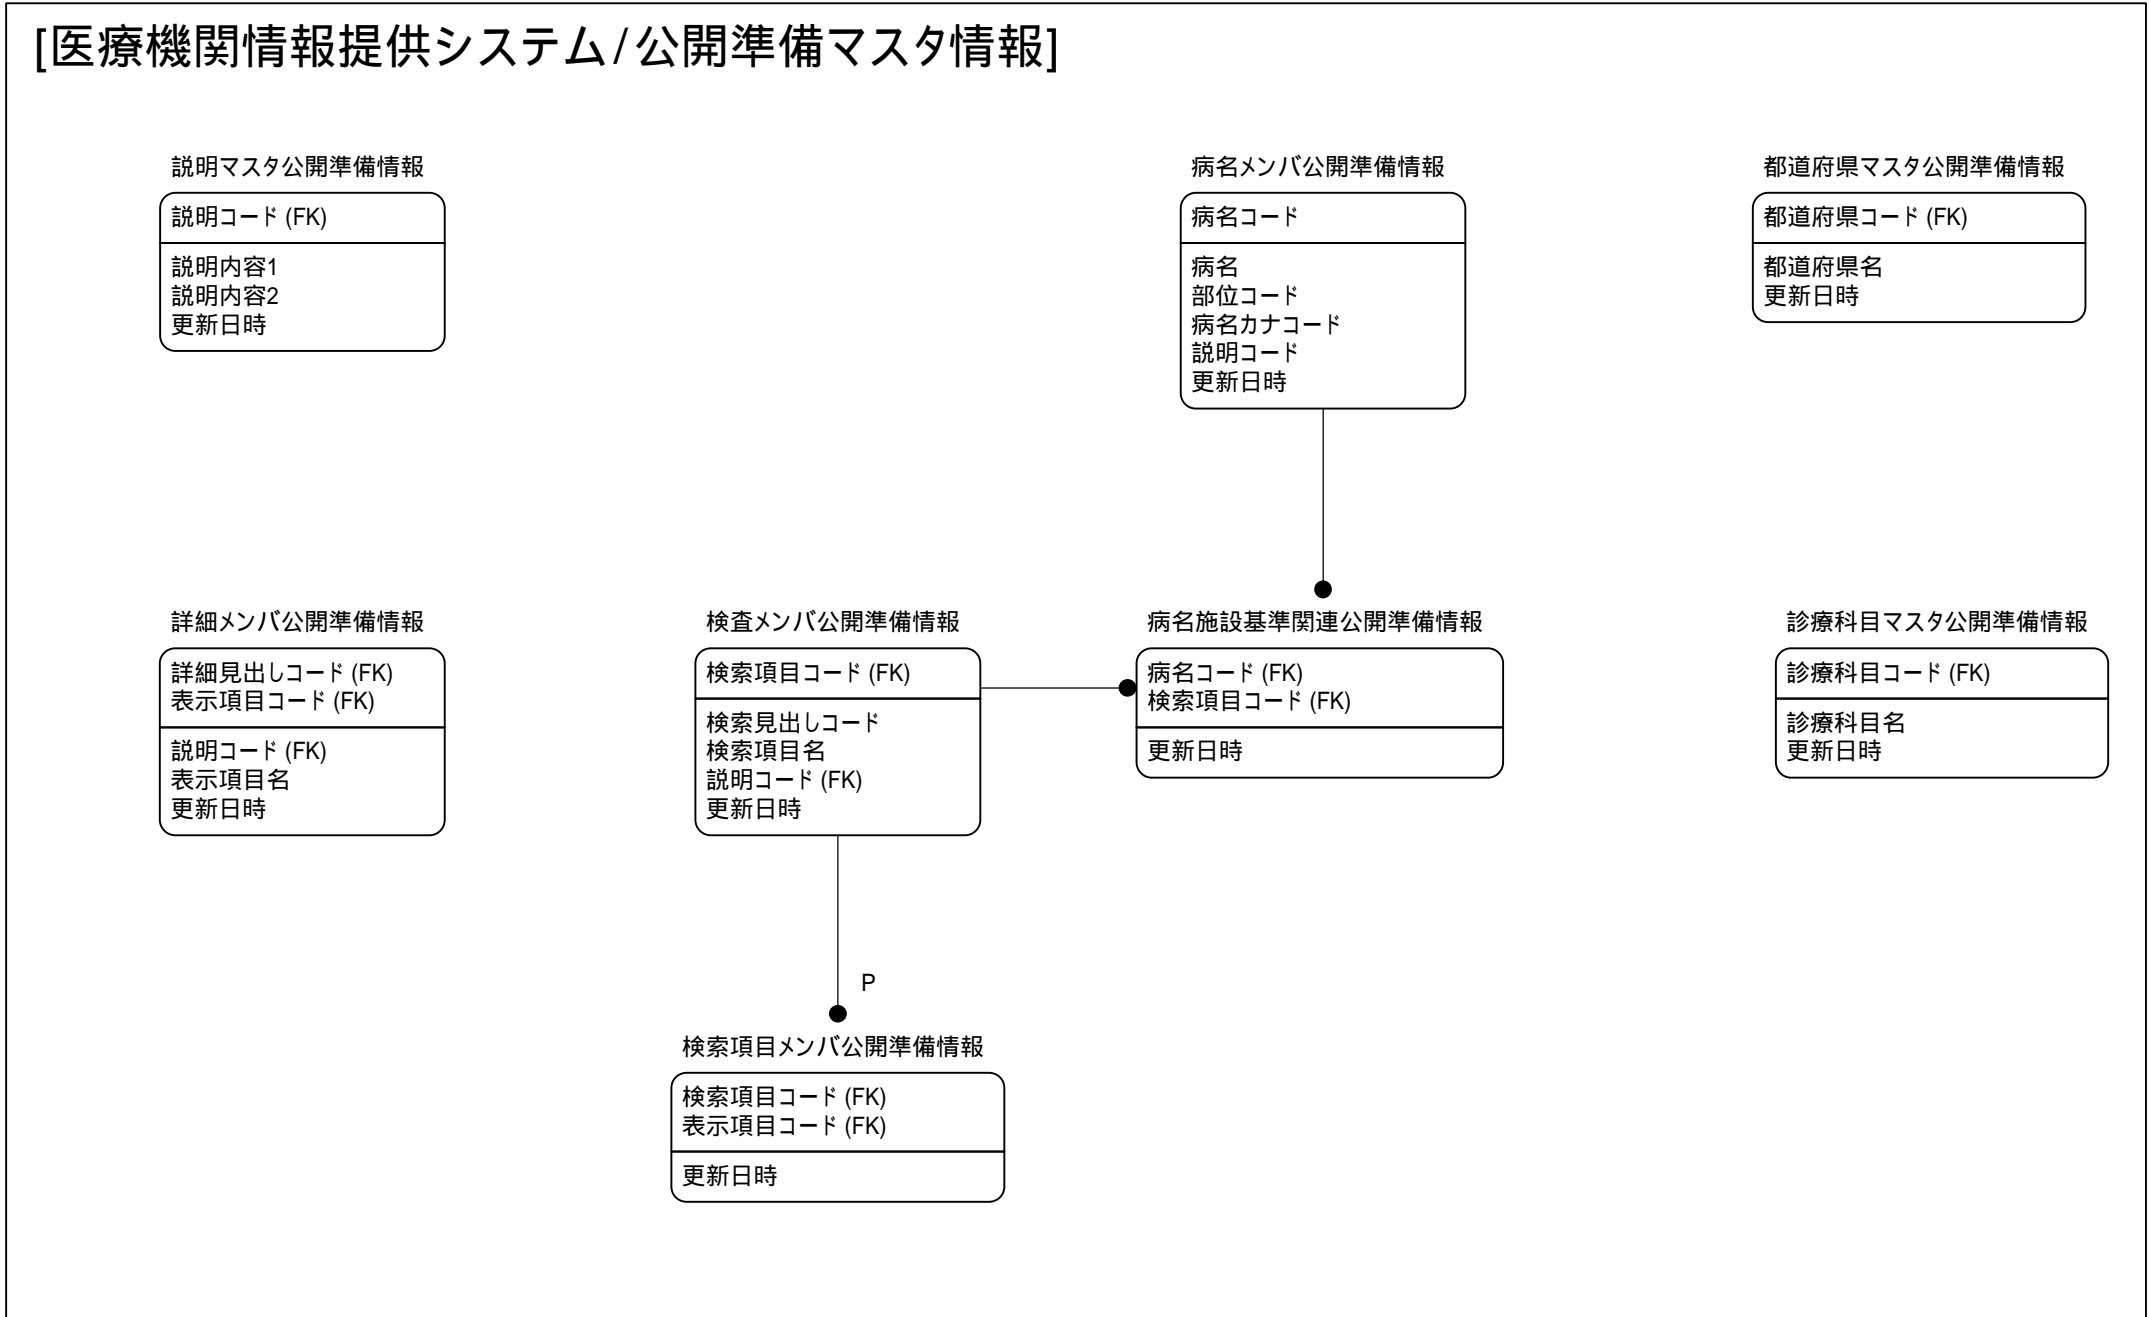 [医療機関情報提供システム/公開準備マスタ情報]
説明マスタ公開準備情報
説明コード (FK)
説明内容1
説明内容2
更新日時
病名メンバ公開準備情報
病名コード
病名
部位コード
病名カナコード
説明コード
更新日時
都道府県マスタ公開準備情報
都道府県コード (FK)
都道府県名
更新日時
詳細メンバ公開準備情報
詳細見出しコード (FK)
表示項目コード (FK)
説明コード (FK)
表示項目名
更新日時
検査メンバ公開準備情報
検索項目コード (FK)
検索見出しコード
検索項目名
説明コード (FK)
更新日時
病名施設基準関連公開準備情報
病名コード (FK)
検索項目コード (FK)
更新日時
診療科目マスタ公開準備情報
診療科目コード (FK)
診療科目名
更新日時
P
検索項目メンバ公開準備情報
検索項目コード (FK)
表示項目コード (FK)
更新日時